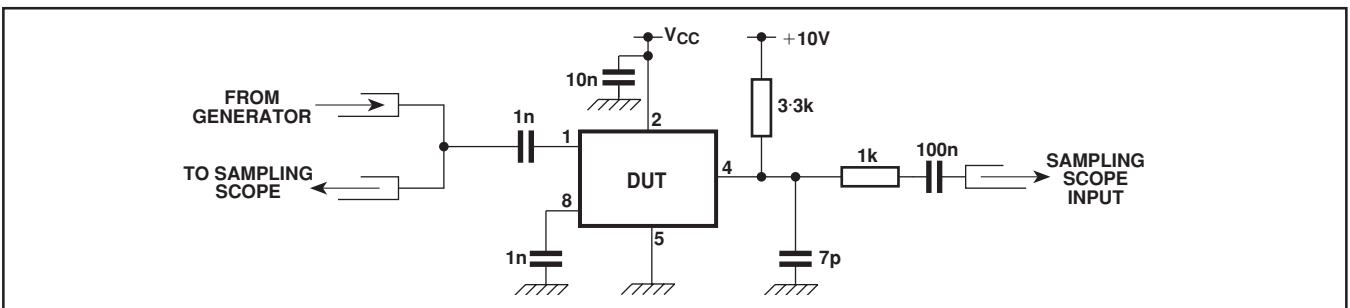 VCC
+10V
10n
FROM
GENERATOR
3·3k
1n
2
1
1k
100n
TO SAMPLING
SCOPE
DUT
4
SAMPLING
SCOPE
INPUT
8
5
1n
7p